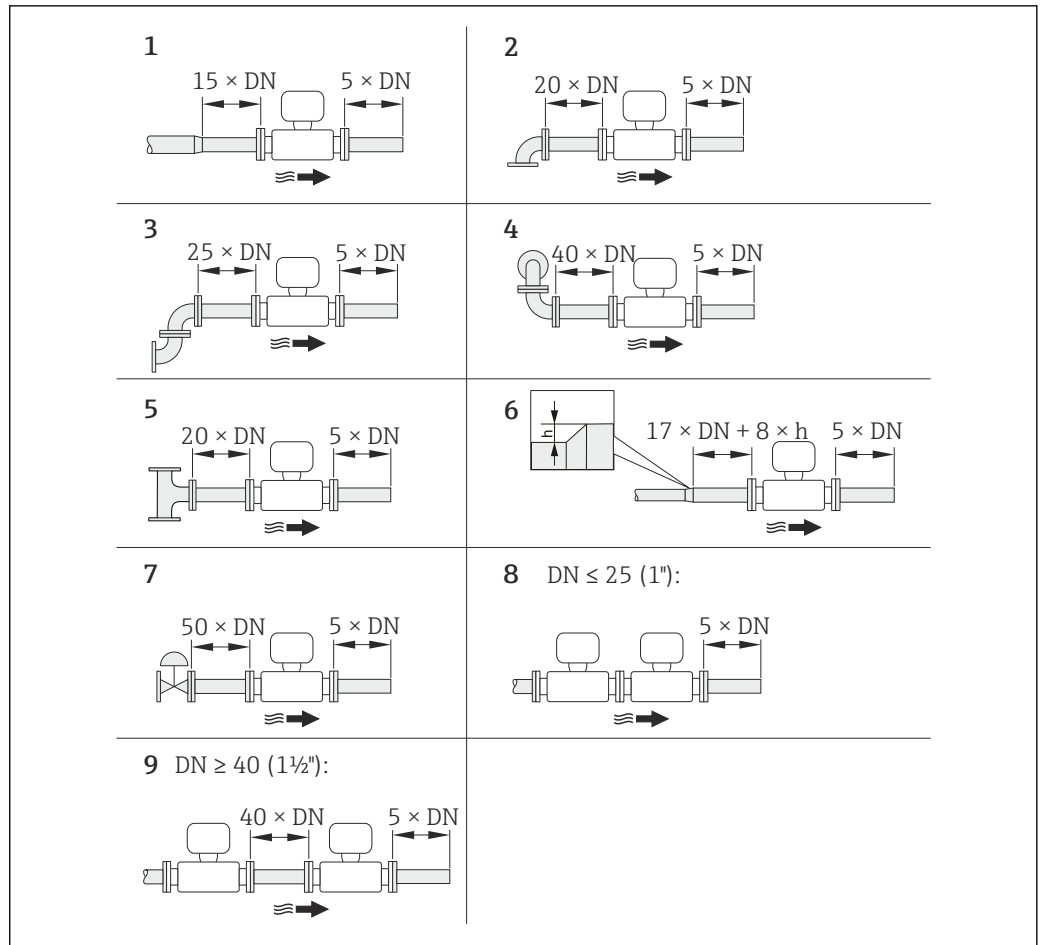 1
15 × DN 5 × DN
2
20 × DN 5 × DN
3
25 × DN 5 × DN
4
40 × DN 5 × DN
5
20 × DN 5 × DN
6
h
17 × DN + 8 × h 5 × DN
7
50 × DN 5 × DN
8 DN ≤ 25 (1"):
5 × DN
9 DN ≥ 40 (1½"):
40 × DN 5 × DN